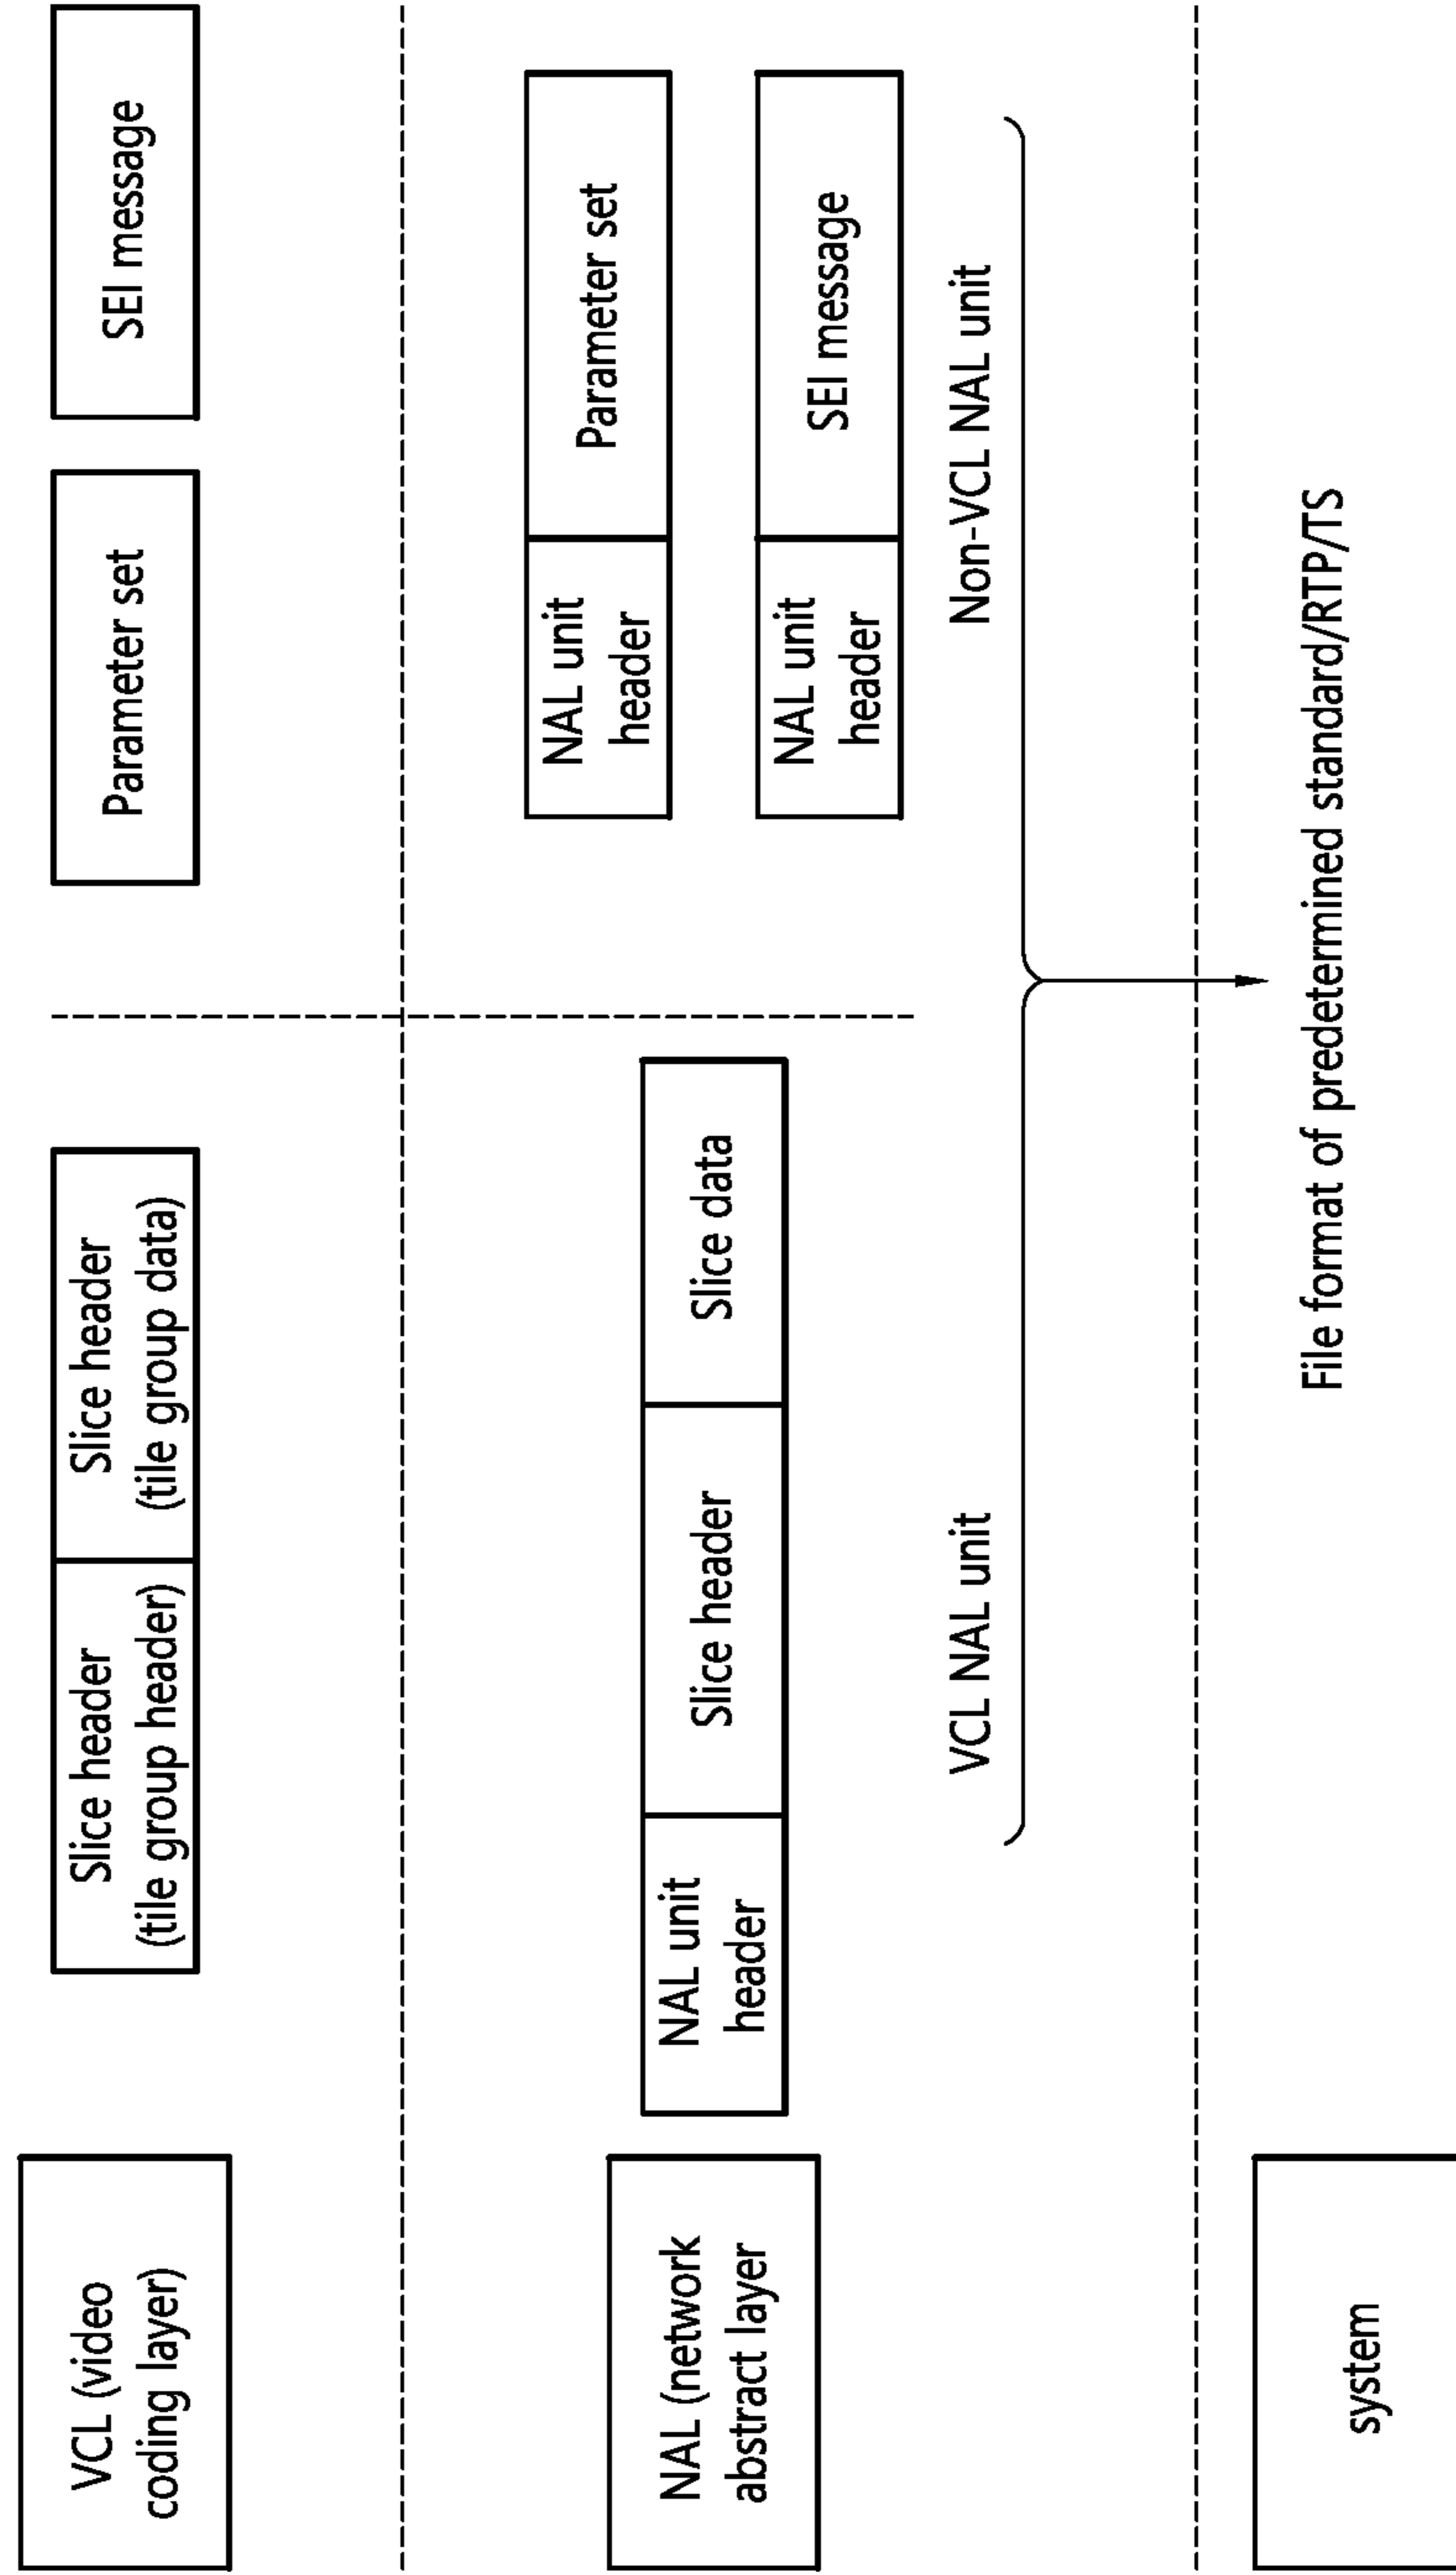 VCL (video
coding layer)
Slice header
(tile group header)
Slice header
(tile group data)
Parameter set
SEI message
NAL (network
abstract layer
NAL unit
header
Slice header
Slice data
NAL unit
header
Parameter set
NAL unit
header
SEI message
VCL NAL unit
Non-VCL NAL unit
system
File format of predetermined standard/RTP/TS